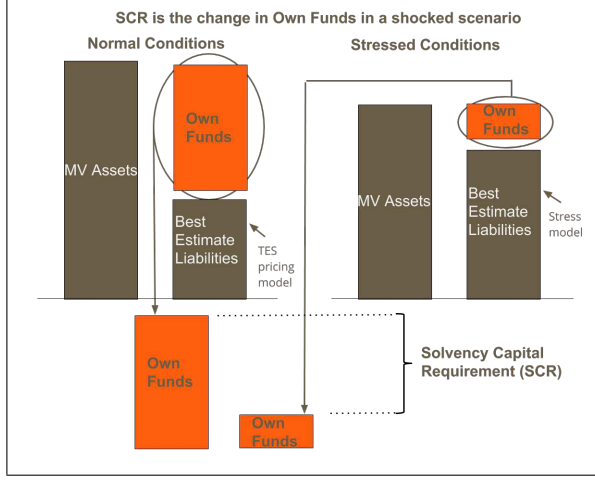 SCR is the change in Own Funds in a shocked scenario
Normal Conditions
Stressed Conditions
MV Assets
Own
Funds
Best
Estimate
Liabilities
TES
pricing
model
MV Assets
Own
Funds
Best
Estimate
Liabilities
Stress
model
Own
Funds
Own
Funds
Solvency Capital
Requirement (SCR)